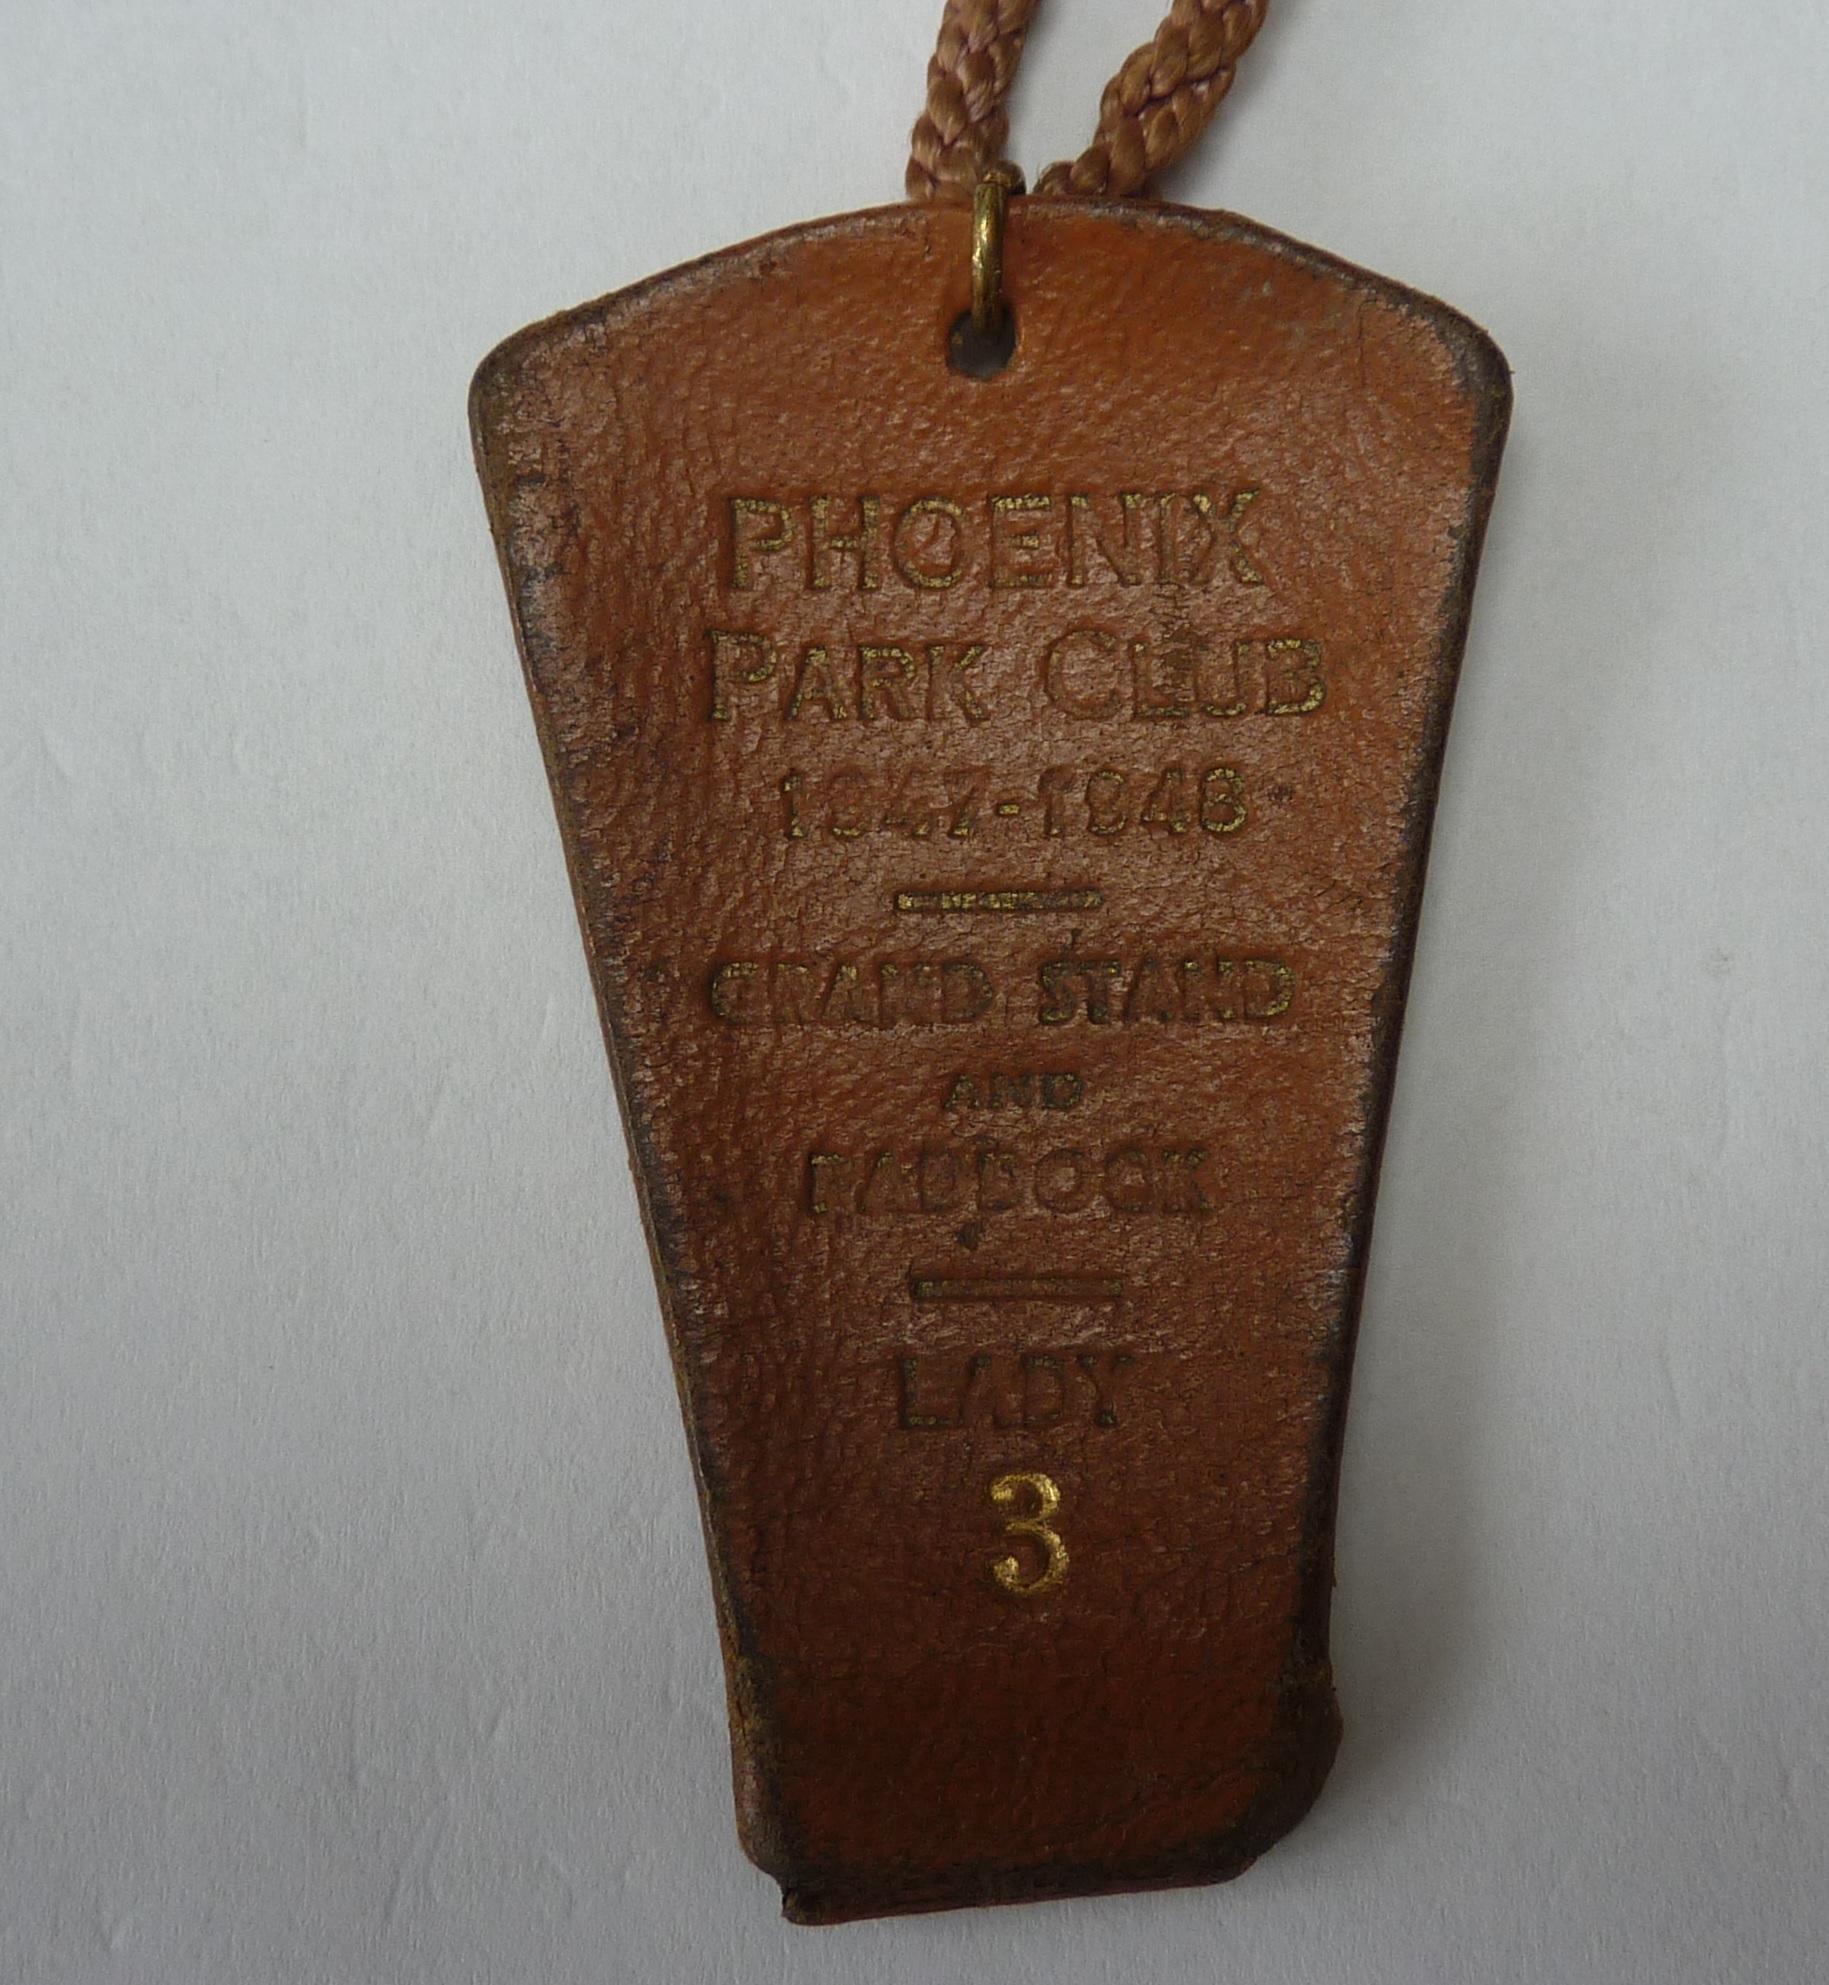 PHOENIX
PARK CLUB
1947-1948
GRAND STAND
AND
PADDOCK
LADY
3